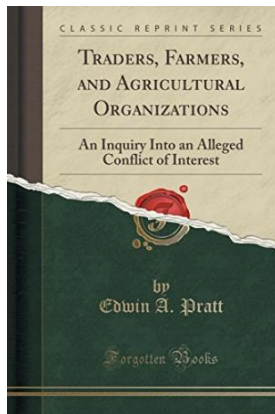 CLASSIC REPRINT SERIES
TRADERS, FARMERS,
AND AGRICULTURAL
ORGANIZATIONS
An Inquiry Into an Alleged
Conflict of Interest
by
Edwin A. Pratt
Forgotten Books